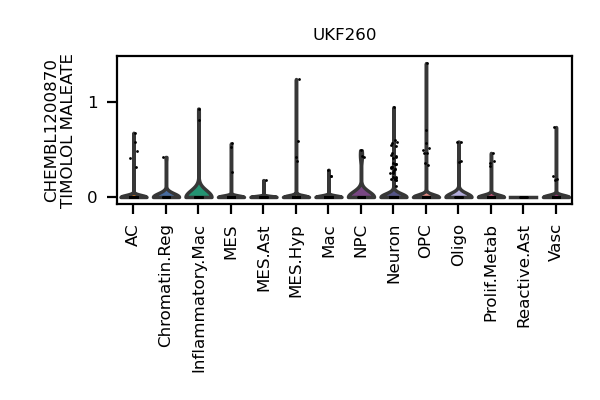 UKF260
CHEMBL1200870
TIMOLOL MALEATE
1
0
AC
Chromatin.Reg
Inflammatory.Mac
MES
MES.Ast
MES.Hyp
Mac
NPC
Neuron
OPC
Oligo
Prolif.Metab
Reactive.Ast
Vasc